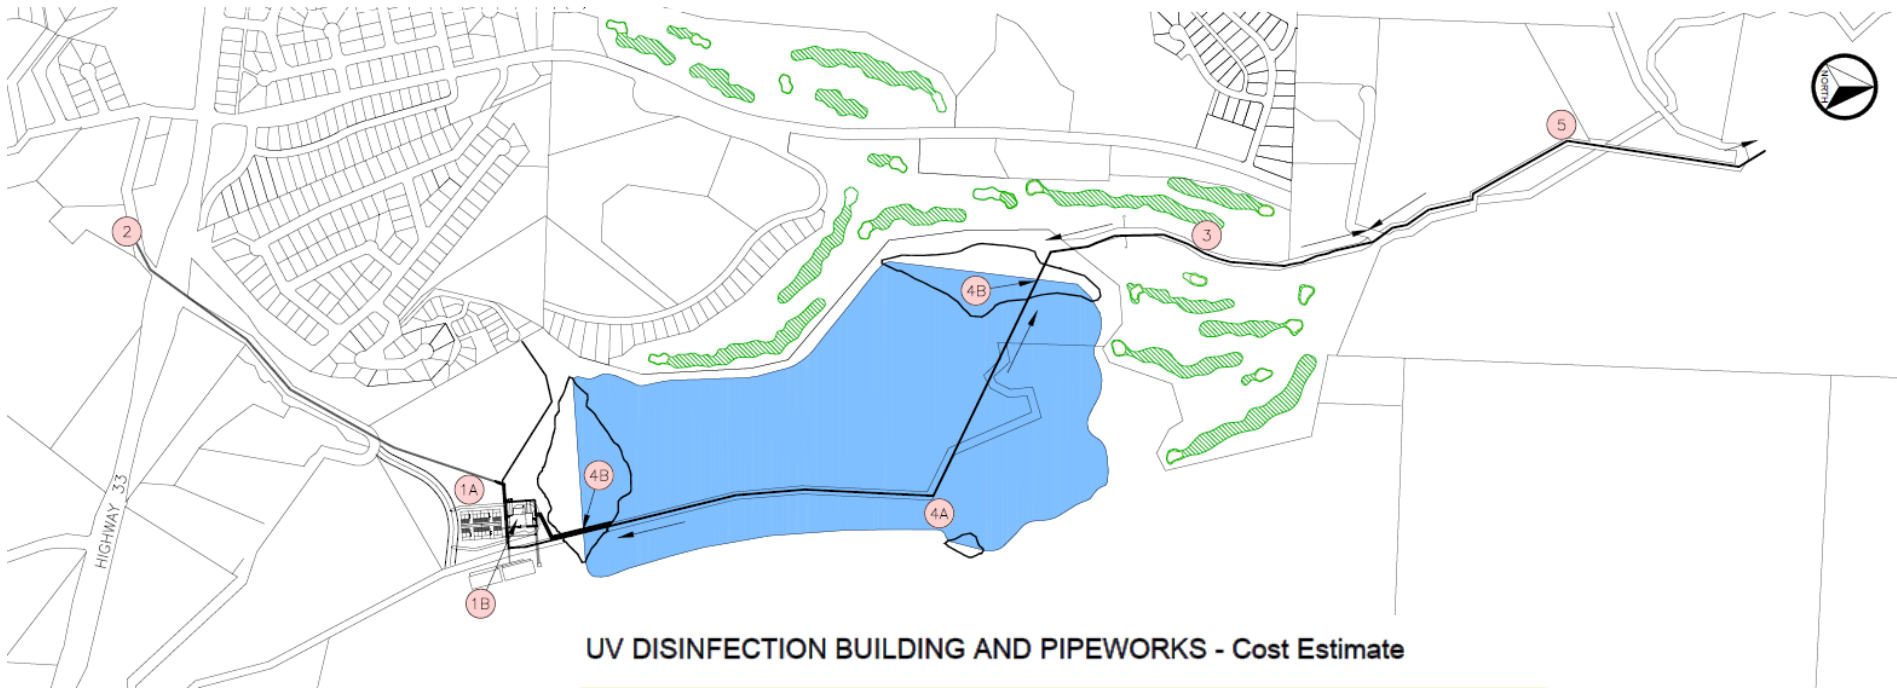 NORTH
5
2
3
4B
4B
1A
4A
HIGHWAY 33
1B
UV DISINFECTION BUILDING AND PIPEWORKS - Cost Estimate